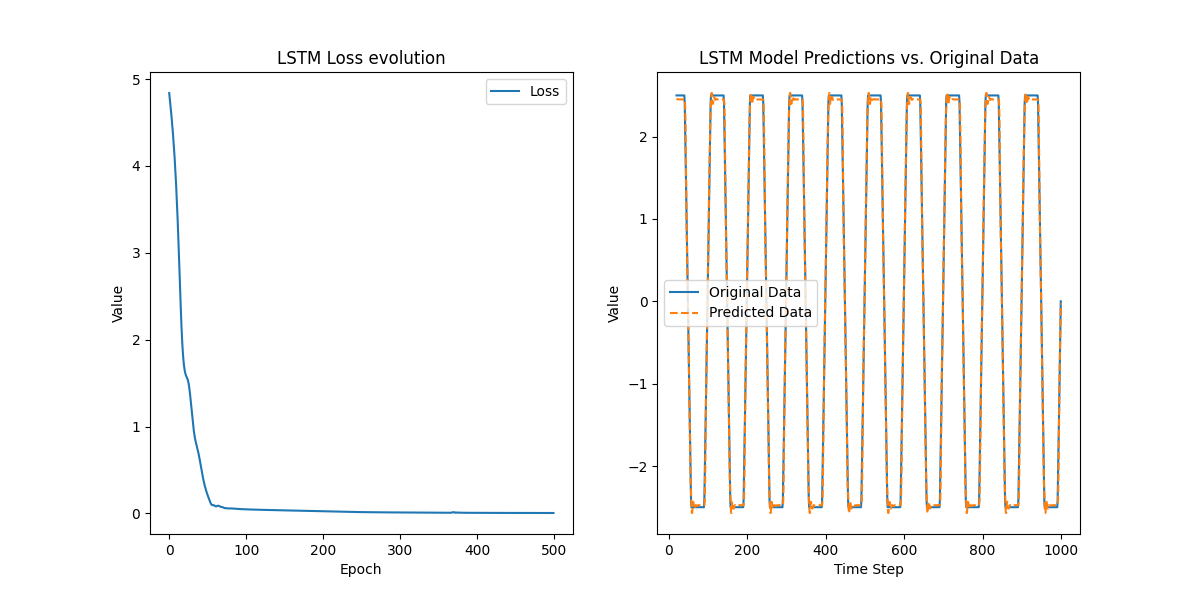 LSTM Loss evolution
5
4
3
2
1
0
Value
0 100 200 300 400 500
Epoch
Loss
LSTM Model Predictions vs. Original Data
2
1
0
−1
−2
Value
0 200 400 600 800 1000
Time Step
Original Data
Predicted Data